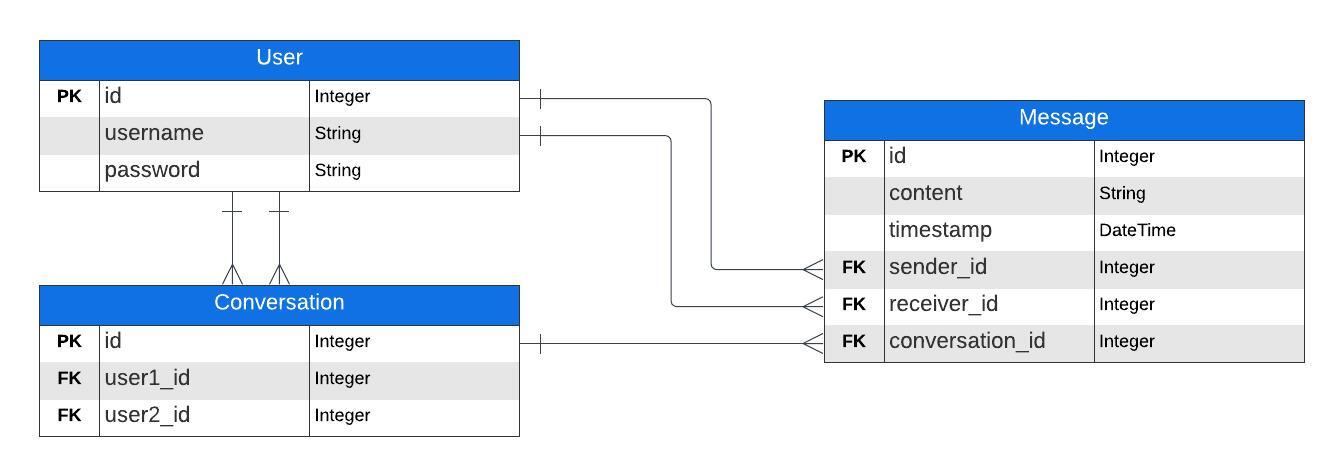 User
PK id Integer
username String
password String
Conversation
PK id Integer
FK user1_id Integer
FK user2_id Integer
Message
PK id Integer
content String
timestamp DateTime
FK sender_id Integer
FK receiver_id Integer
FK conversation_id Integer